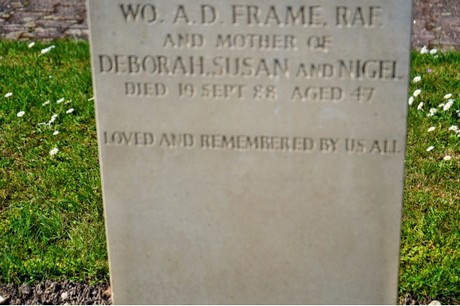 WO. A.D. FRAME. RAF
AND MOTHER OF
DEBORAH. SUSAN AND NIGEL
DIED 19 SEPT 88 AGED 47
LOVED AND REMEMBERED BY US ALL